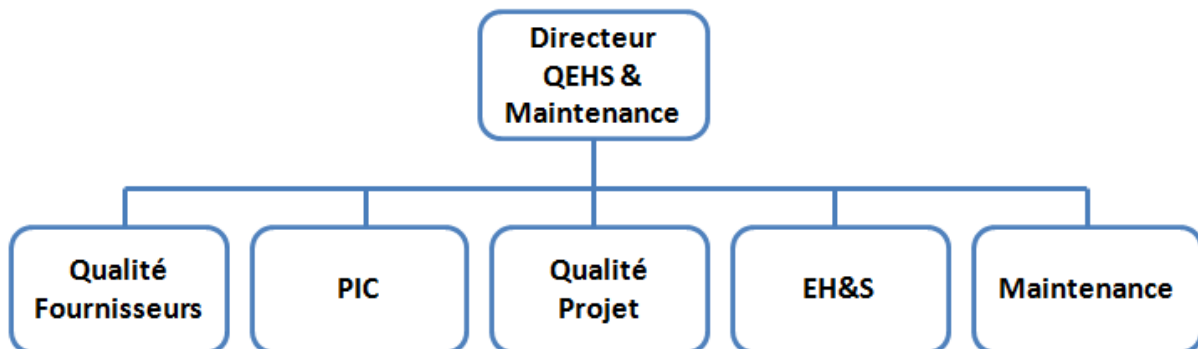 Directeur
QEHS &
Maintenance
Qualité
Fournisseurs
PIC
Qualité
Projet
EH&S
Maintenance